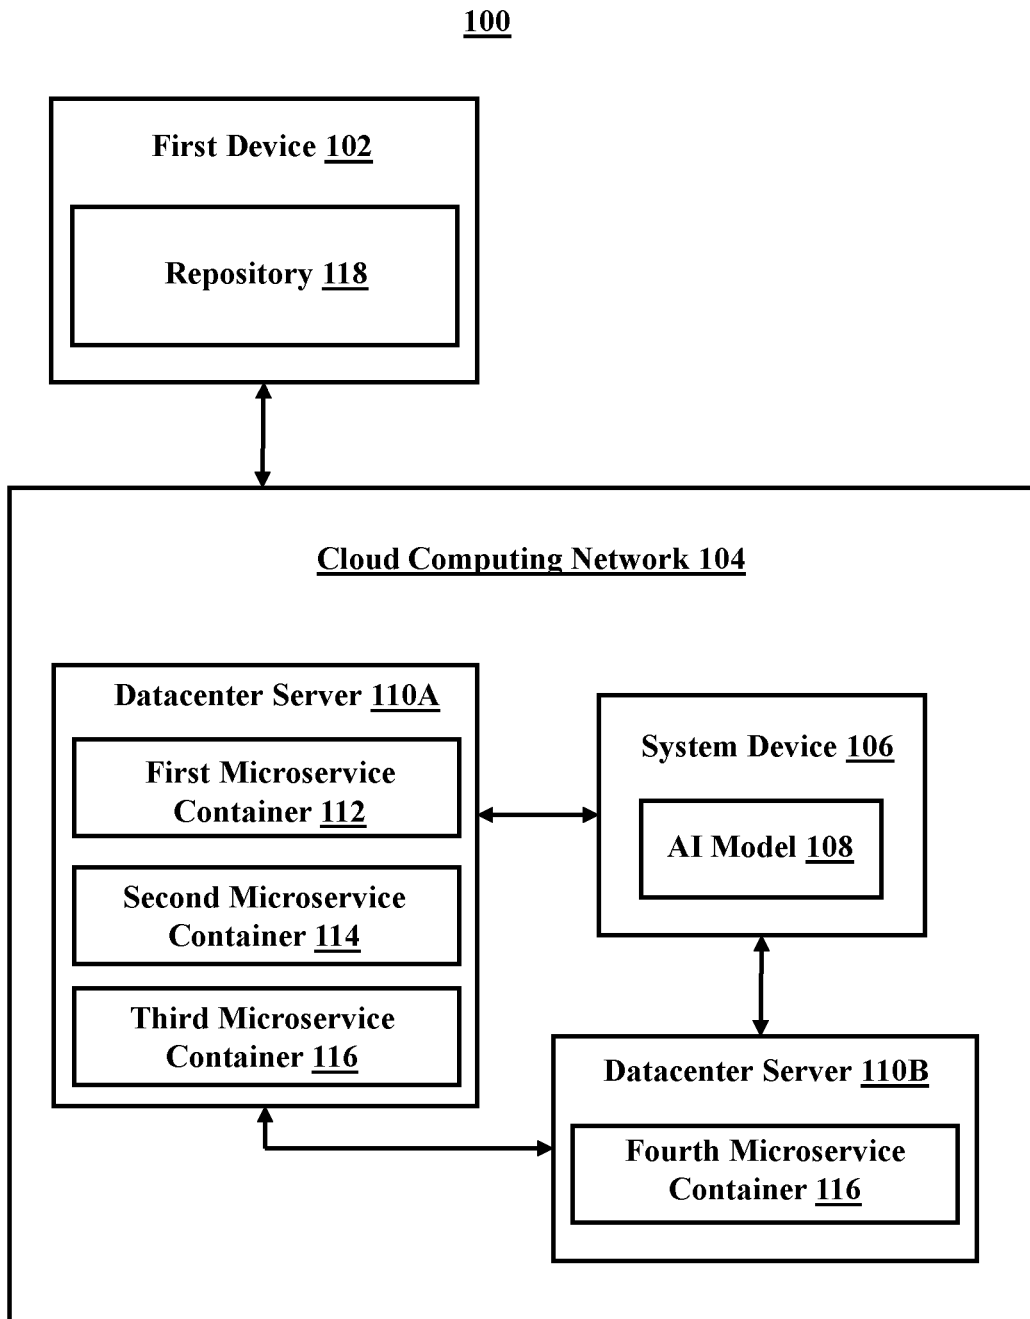 100
First Device 102
Repository 118
Cloud Computing Network 104
Datacenter Server 110A
First Microservice
Container 112
Second Microservice
Container 114
Third Microservice
Container 116
System Device 106
AI Model 108
Datacenter Server 110B
Fourth Microservice
Container 116